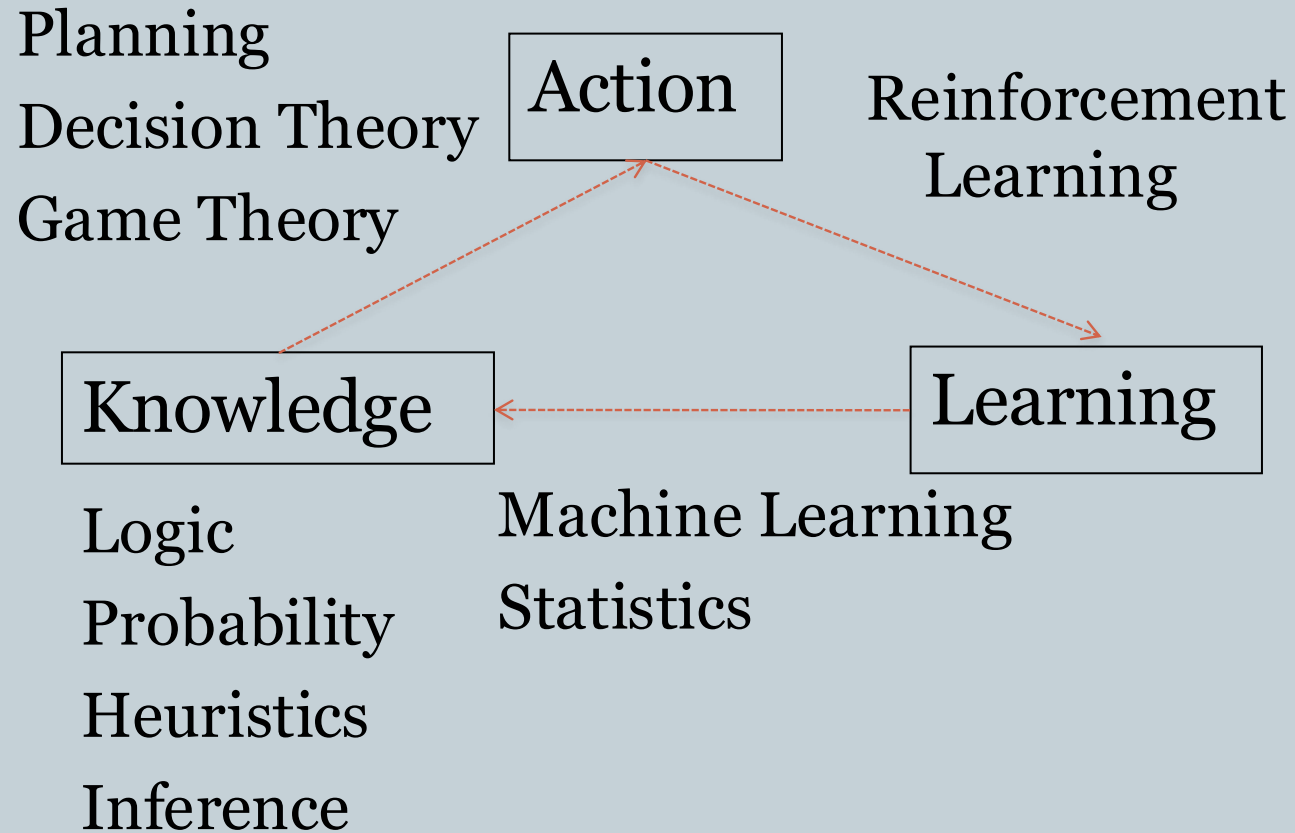 Planning
Decision Theory
Game Theory
Action
Reinforcement
Learning
Knowledge
Learning
Logic
Probability
Heuristics
Inference
Machine Learning
Statistics